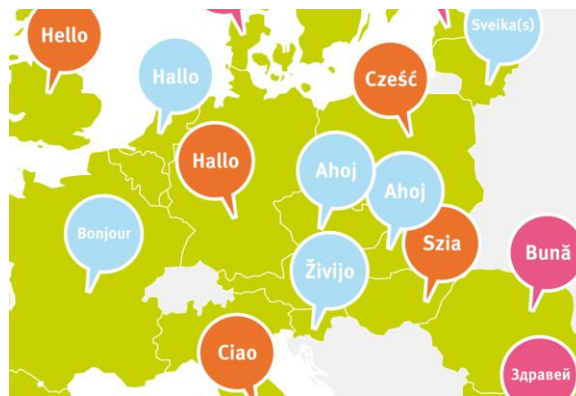 Hello
Sveika(s)
Hallo
Cześć
Hallo
Ahoj
Ahoj
Bonjour
Szia
Bună
Živijo
Ciao
Здравей